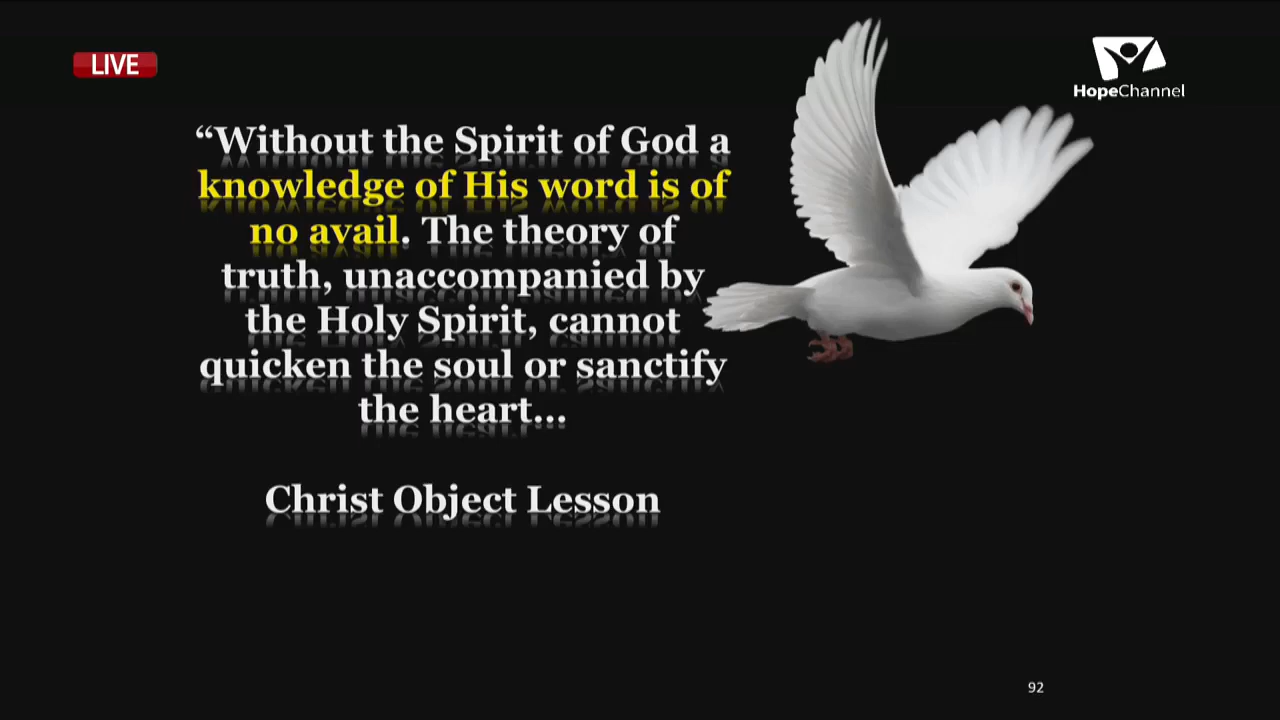 LIVE
HopeChannel
“Without the Spirit of God a
knowledge of His word is of
no avail. The theory of
truth, unaccompanied by
the Holy Spirit, cannot
quicken the soul or sanctify
the heart...
Christ Object Lesson
92